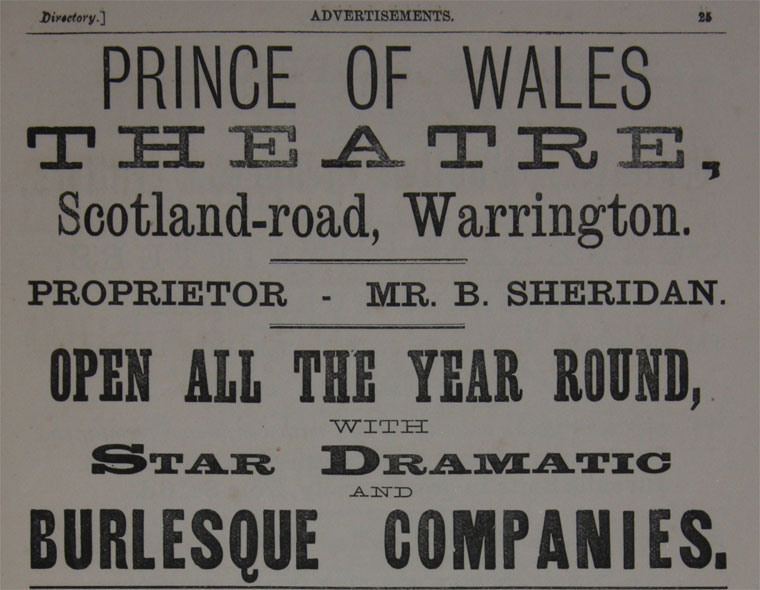 Directory.] ADVERTISEMENTS. 25
PRINCE OF WALES
THEATRE,
Scotland-road, Warrington.
PROPRIETOR - MR. B. SHERIDAN.
OPEN ALL THE YEAR ROUND,
WITH
STAR DRAMATIC
AND
BURLESQUE COMPANIES.